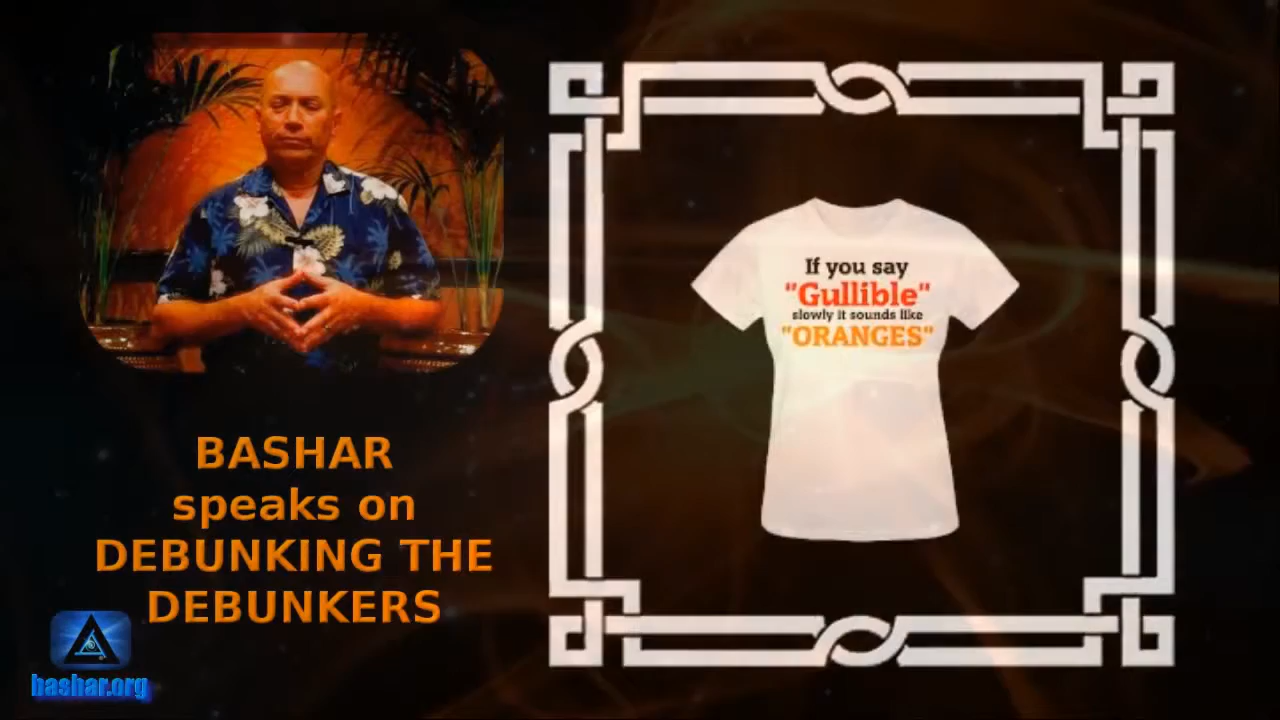 BASHAR
speaks on
DEBUNKING THE
DEBUNKERS
bashar.org
If you say
"Gullible"
slowly it sounds like
"ORANGES"